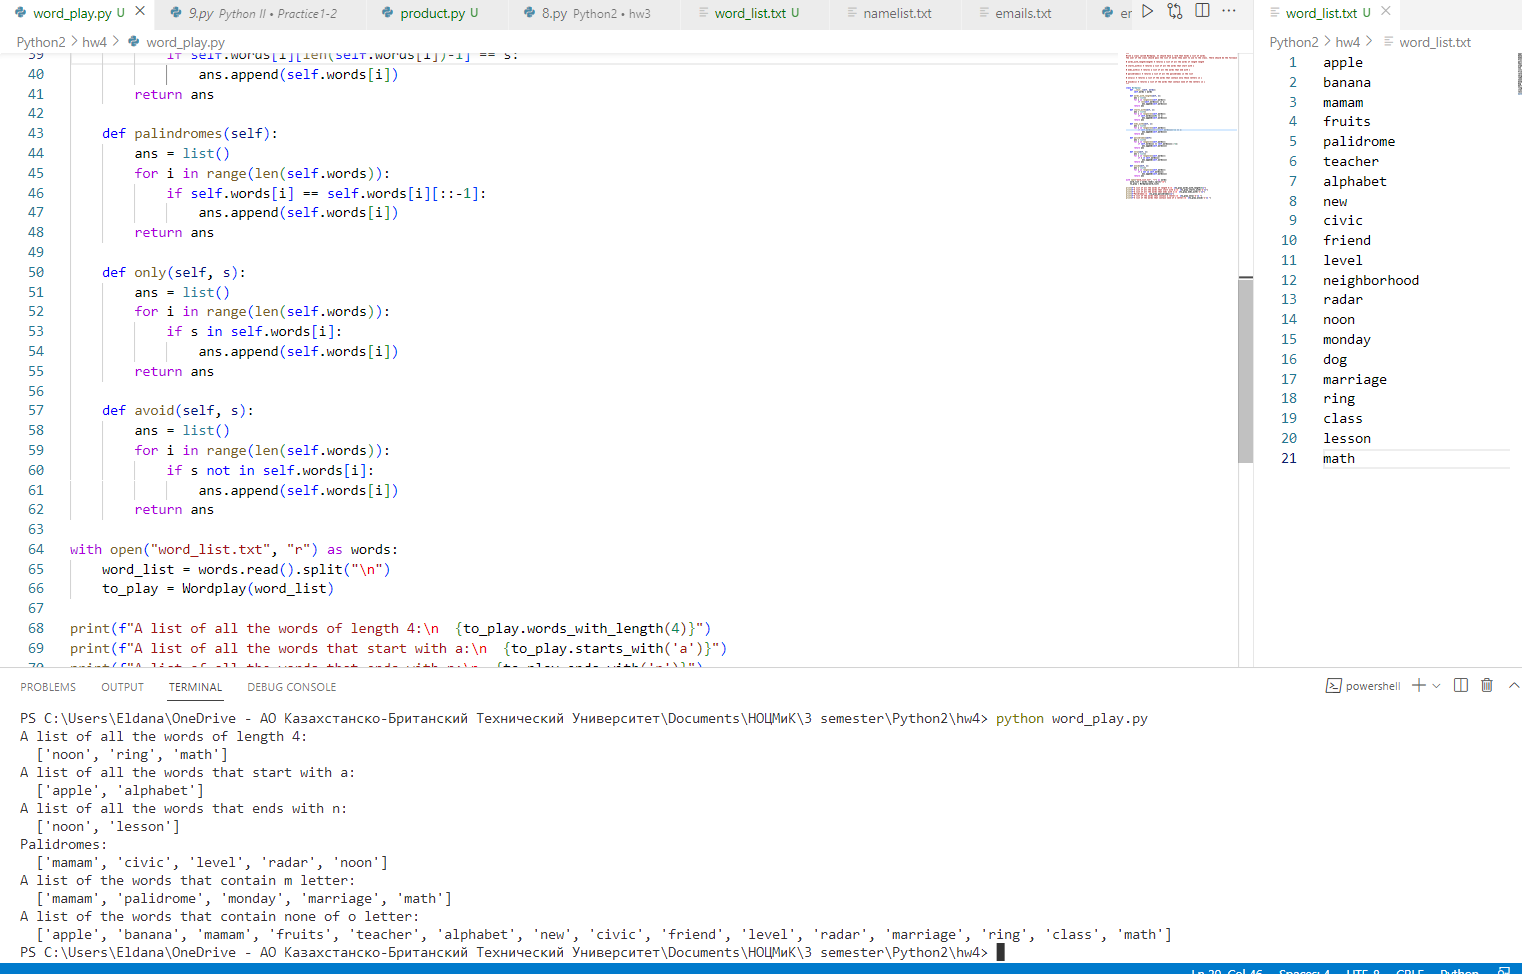 word_play.py U
9.py Python II • Practice1-2
product.py U
8.py Python2 • hw3
word_list.txt U
namelist.txt
emails.txt
word_list.txt U
Python2 > hw4 > word_play.py
Python2 > hw4 > word_list.txt
39 if self.words[i][len(self.words[i])-1] == s:
40 ans.append(self.words[i])
41 return ans
42
43 def palindromes(self):
44 ans = list()
45 for i in range(len(self.words)):
46 if self.words[i] == self.words[i][::-1]:
47 ans.append(self.words[i])
48 return ans
49
50 def only(self, s):
51 ans = list()
52 for i in range(len(self.words)):
53 if s in self.words[i]:
54 ans.append(self.words[i])
55 return ans
56
57 def avoid(self, s):
58 ans = list()
59 for i in range(len(self.words)):
60 if s not in self.words[i]:
61 ans.append(self.words[i])
62 return ans
63
64 with open("word_list.txt", "r") as words:
65 word_list = words.read().split("\n")
66 to_play = Wordplay(word_list)
67
68 print(f"A list of all the words of length 4:\n {to_play.words_with_length(4)}")
69 print(f"A list of all the words that start with a:\n {to_play.starts_with('a')}")
70 print(f"A list of all the words that ends with n:\n {to_play.ends_with('n')}")
1 apple
2 banana
3 mamam
4 fruits
5 palidrome
6 teacher
7 alphabet
8 new
9 civic
10 friend
11 level
12 neighborhood
13 radar
14 noon
15 monday
16 dog
17 marriage
18 ring
19 class
20 lesson
21 math
PROBLEMS OUTPUT TERMINAL DEBUG CONSOLE
powershell
PS C:\Users\Eldana\OneDrive - АО Казахстанско-Британский Технический Университет\Documents\НОЦМиК\3 semester\Python2\hw4> python word_play.py
A list of all the words of length 4:
['noon', 'ring', 'math']
A list of all the words that start with a:
['apple', 'alphabet']
A list of all the words that ends with n:
['noon', 'lesson']
Palidromes:
['mamam', 'civic', 'level', 'radar', 'noon']
A list of the words that contain m letter:
['mamam', 'palidrome', 'monday', 'marriage', 'math']
A list of the words that contain none of o letter:
['apple', 'banana', 'mamam', 'fruits', 'teacher', 'alphabet', 'new', 'civic', 'friend', 'level', 'radar', 'marriage', 'ring', 'class', 'math']
PS C:\Users\Eldana\OneDrive - АО Казахстанско-Британский Технический Университет\Documents\НОЦМиК\3 semester\Python2\hw4>
Spaces: 4 UTF-8 CRLF Python